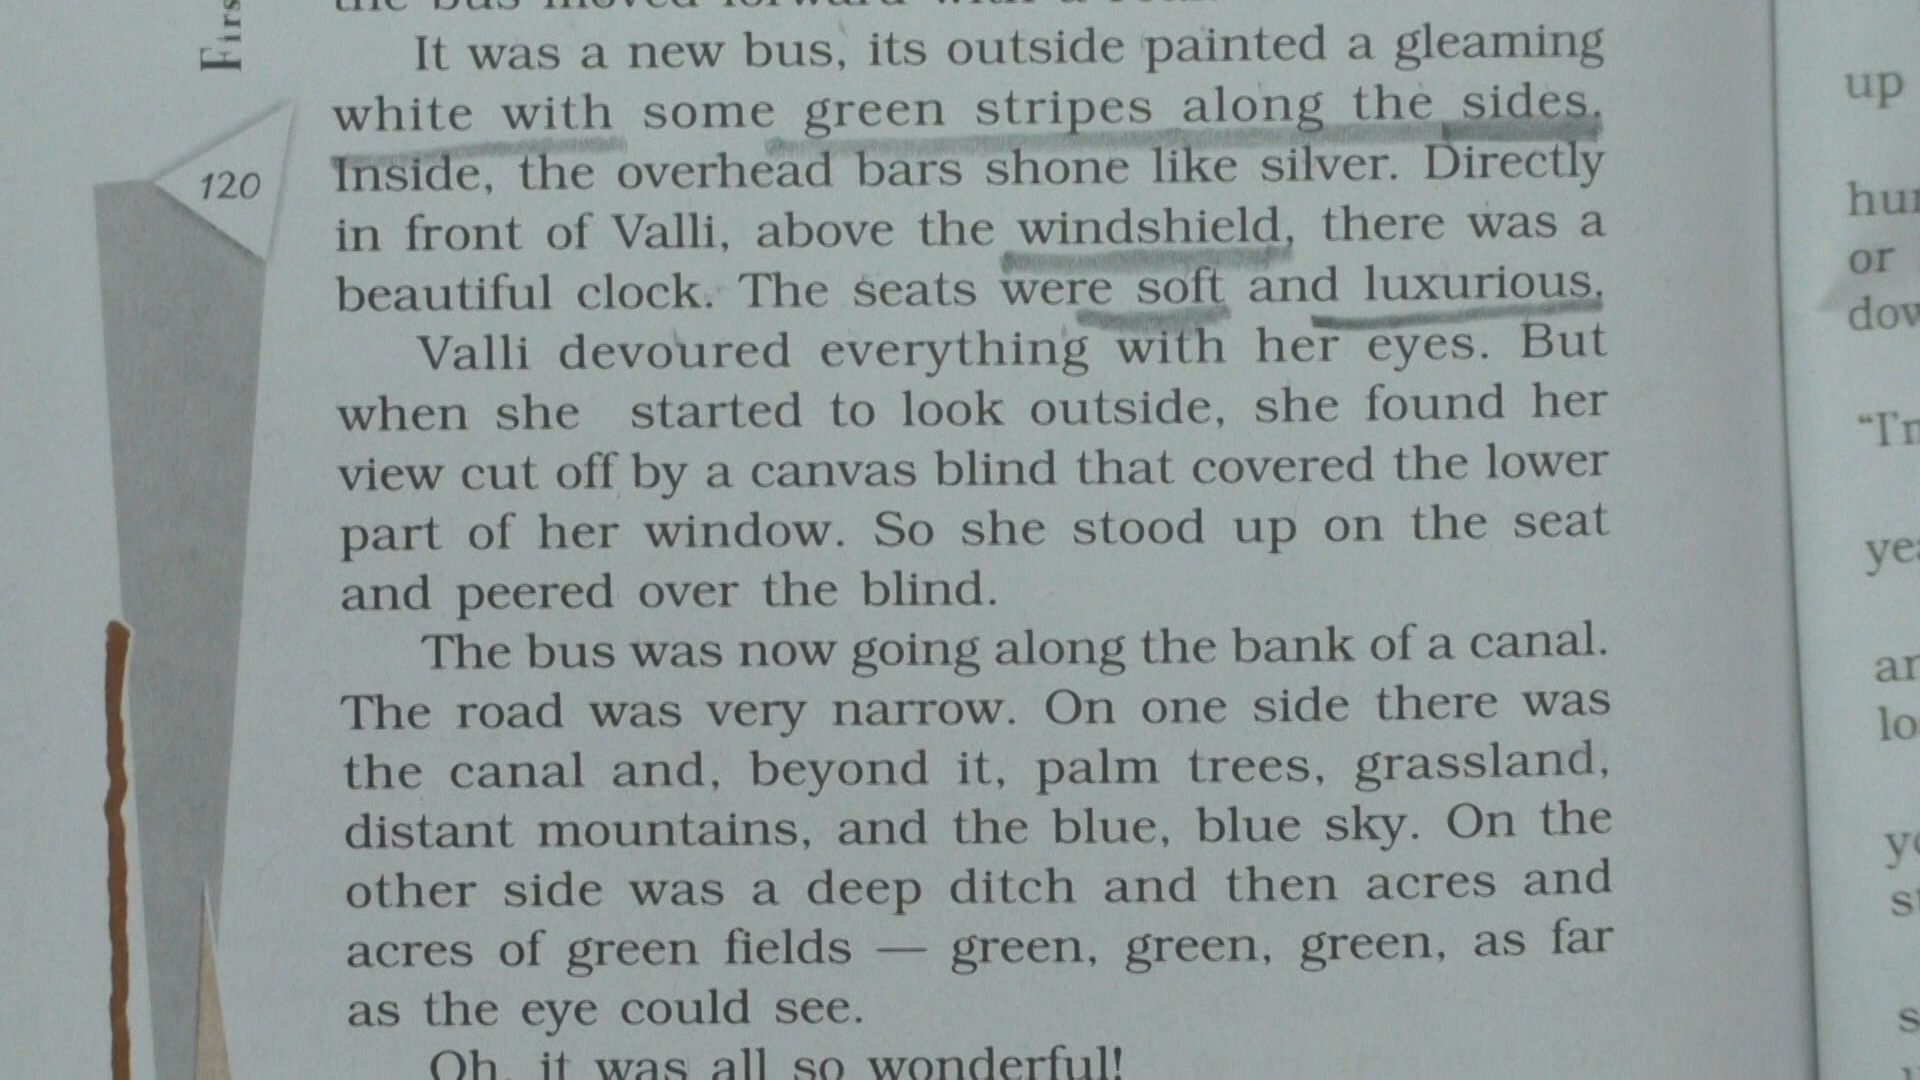 Firs
It was a new bus, its outside painted a gleaming
white with some green stripes along the sides.
Inside, the overhead bars shone like silver. Directly
120
in front of Valli, above the windshield, there was a
beautiful clock. The seats were soft and luxurious.
Valli devoured everything with her eyes. But
when she started to look outside, she found her
view cut off by a canvas blind that covered the lower
part of her window. So she stood up on the seat
and peered over the blind.
The bus was now going along the bank of a canal.
The road was very narrow. On one side there was
the canal and, beyond it, palm trees, grassland,
distant mountains, and the blue, blue sky. On the
other side was a deep ditch and then acres and
acres of green fields — green, green, green, as far
as the eye could see.
Oh, it was all so wonderful!
up
or